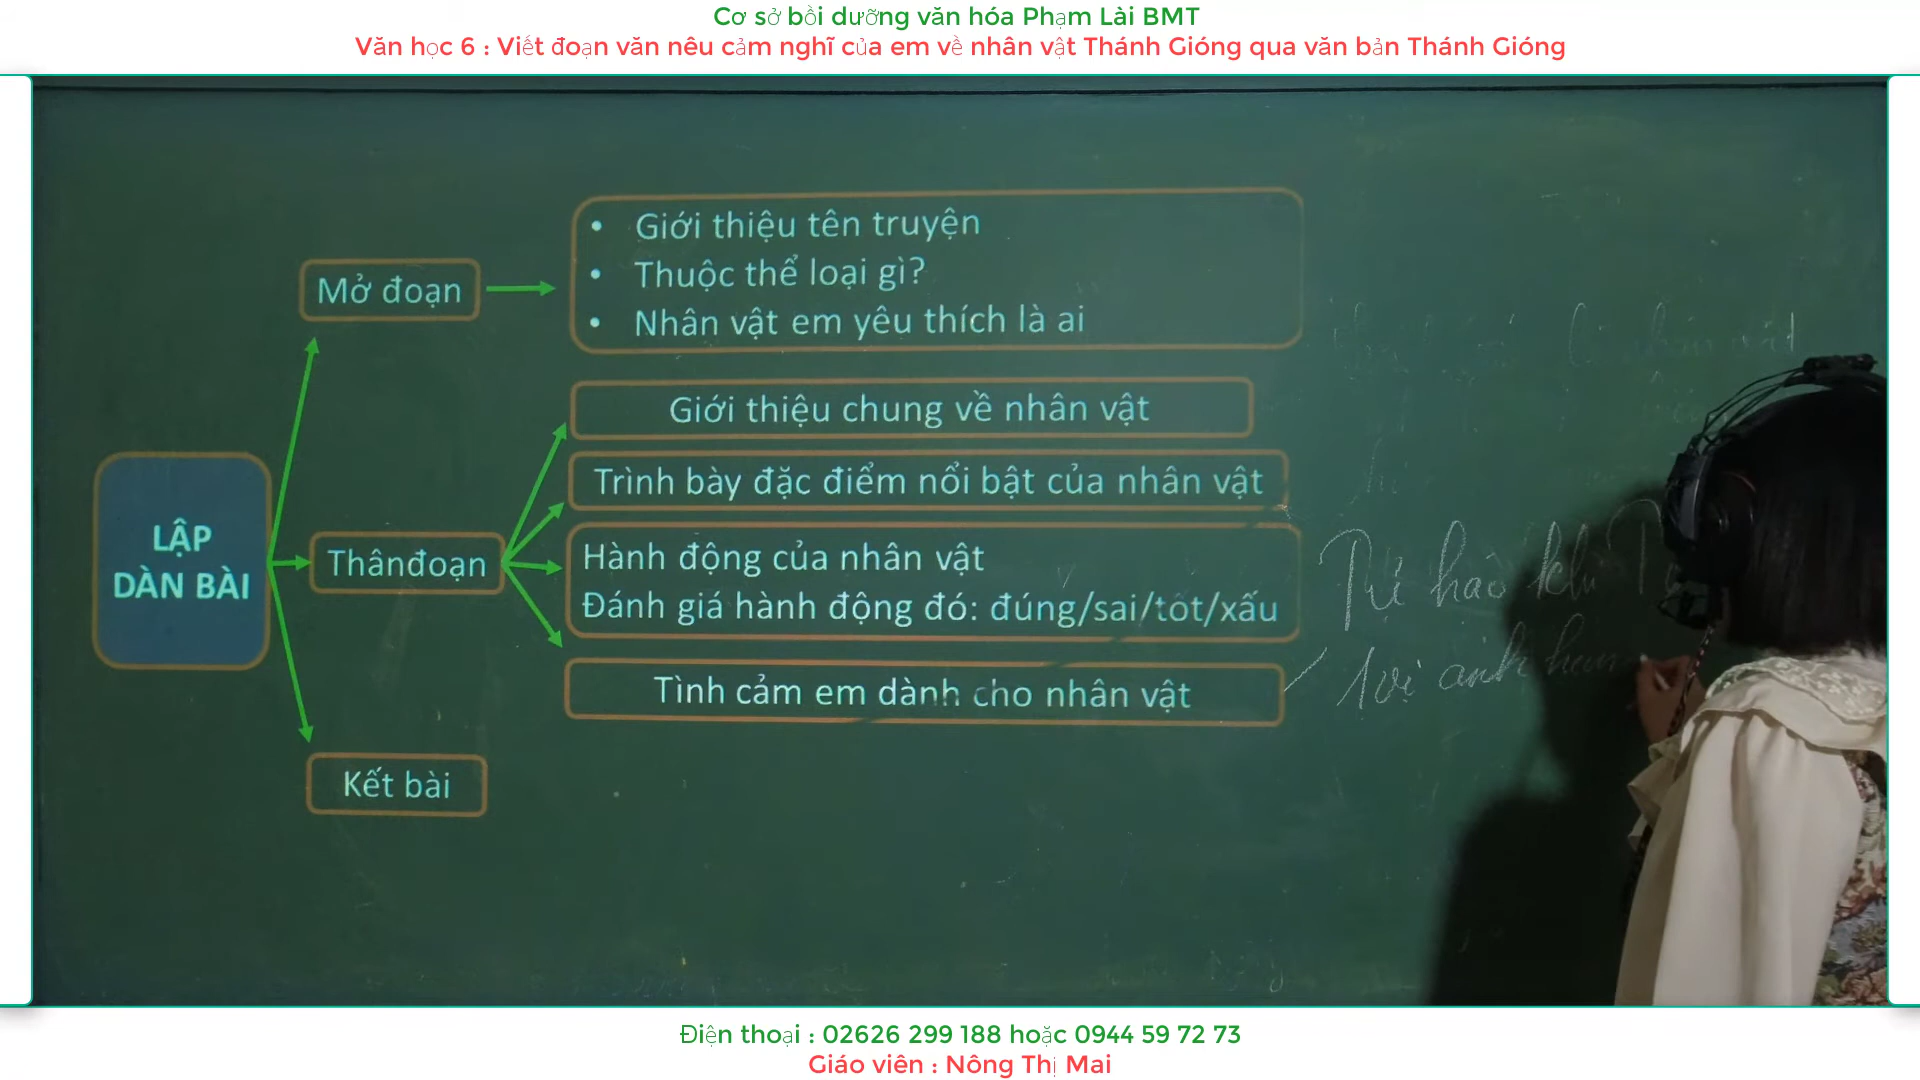 Cơ sở bồi dưỡng văn hóa Phạm Lài BMT
Văn học 6 : Viết đoạn văn nêu cảm nghĩ của em về nhân vật Thánh Gióng qua văn bản Thánh Gióng
Mở đoạn
• Giới thiệu tên truyện
• Thuộc thể loại gì?
• Nhân vật em yêu thích là ai
LẬP
DÀN BÀI
Thânđoạn
Giới thiệu chung về nhân vật
Trình bày đặc điểm nổi bật của nhân vật
Hành động của nhân vật
Đánh giá hành động đó: đúng/sai/tốt/xấu
Tình cảm em dành cho nhân vật
Tự hào khi
với anh
Kết bài
Điện thoại : 02626 299 188 hoặc 0944 59 72 73
Giáo viên : Nông Thị Mai